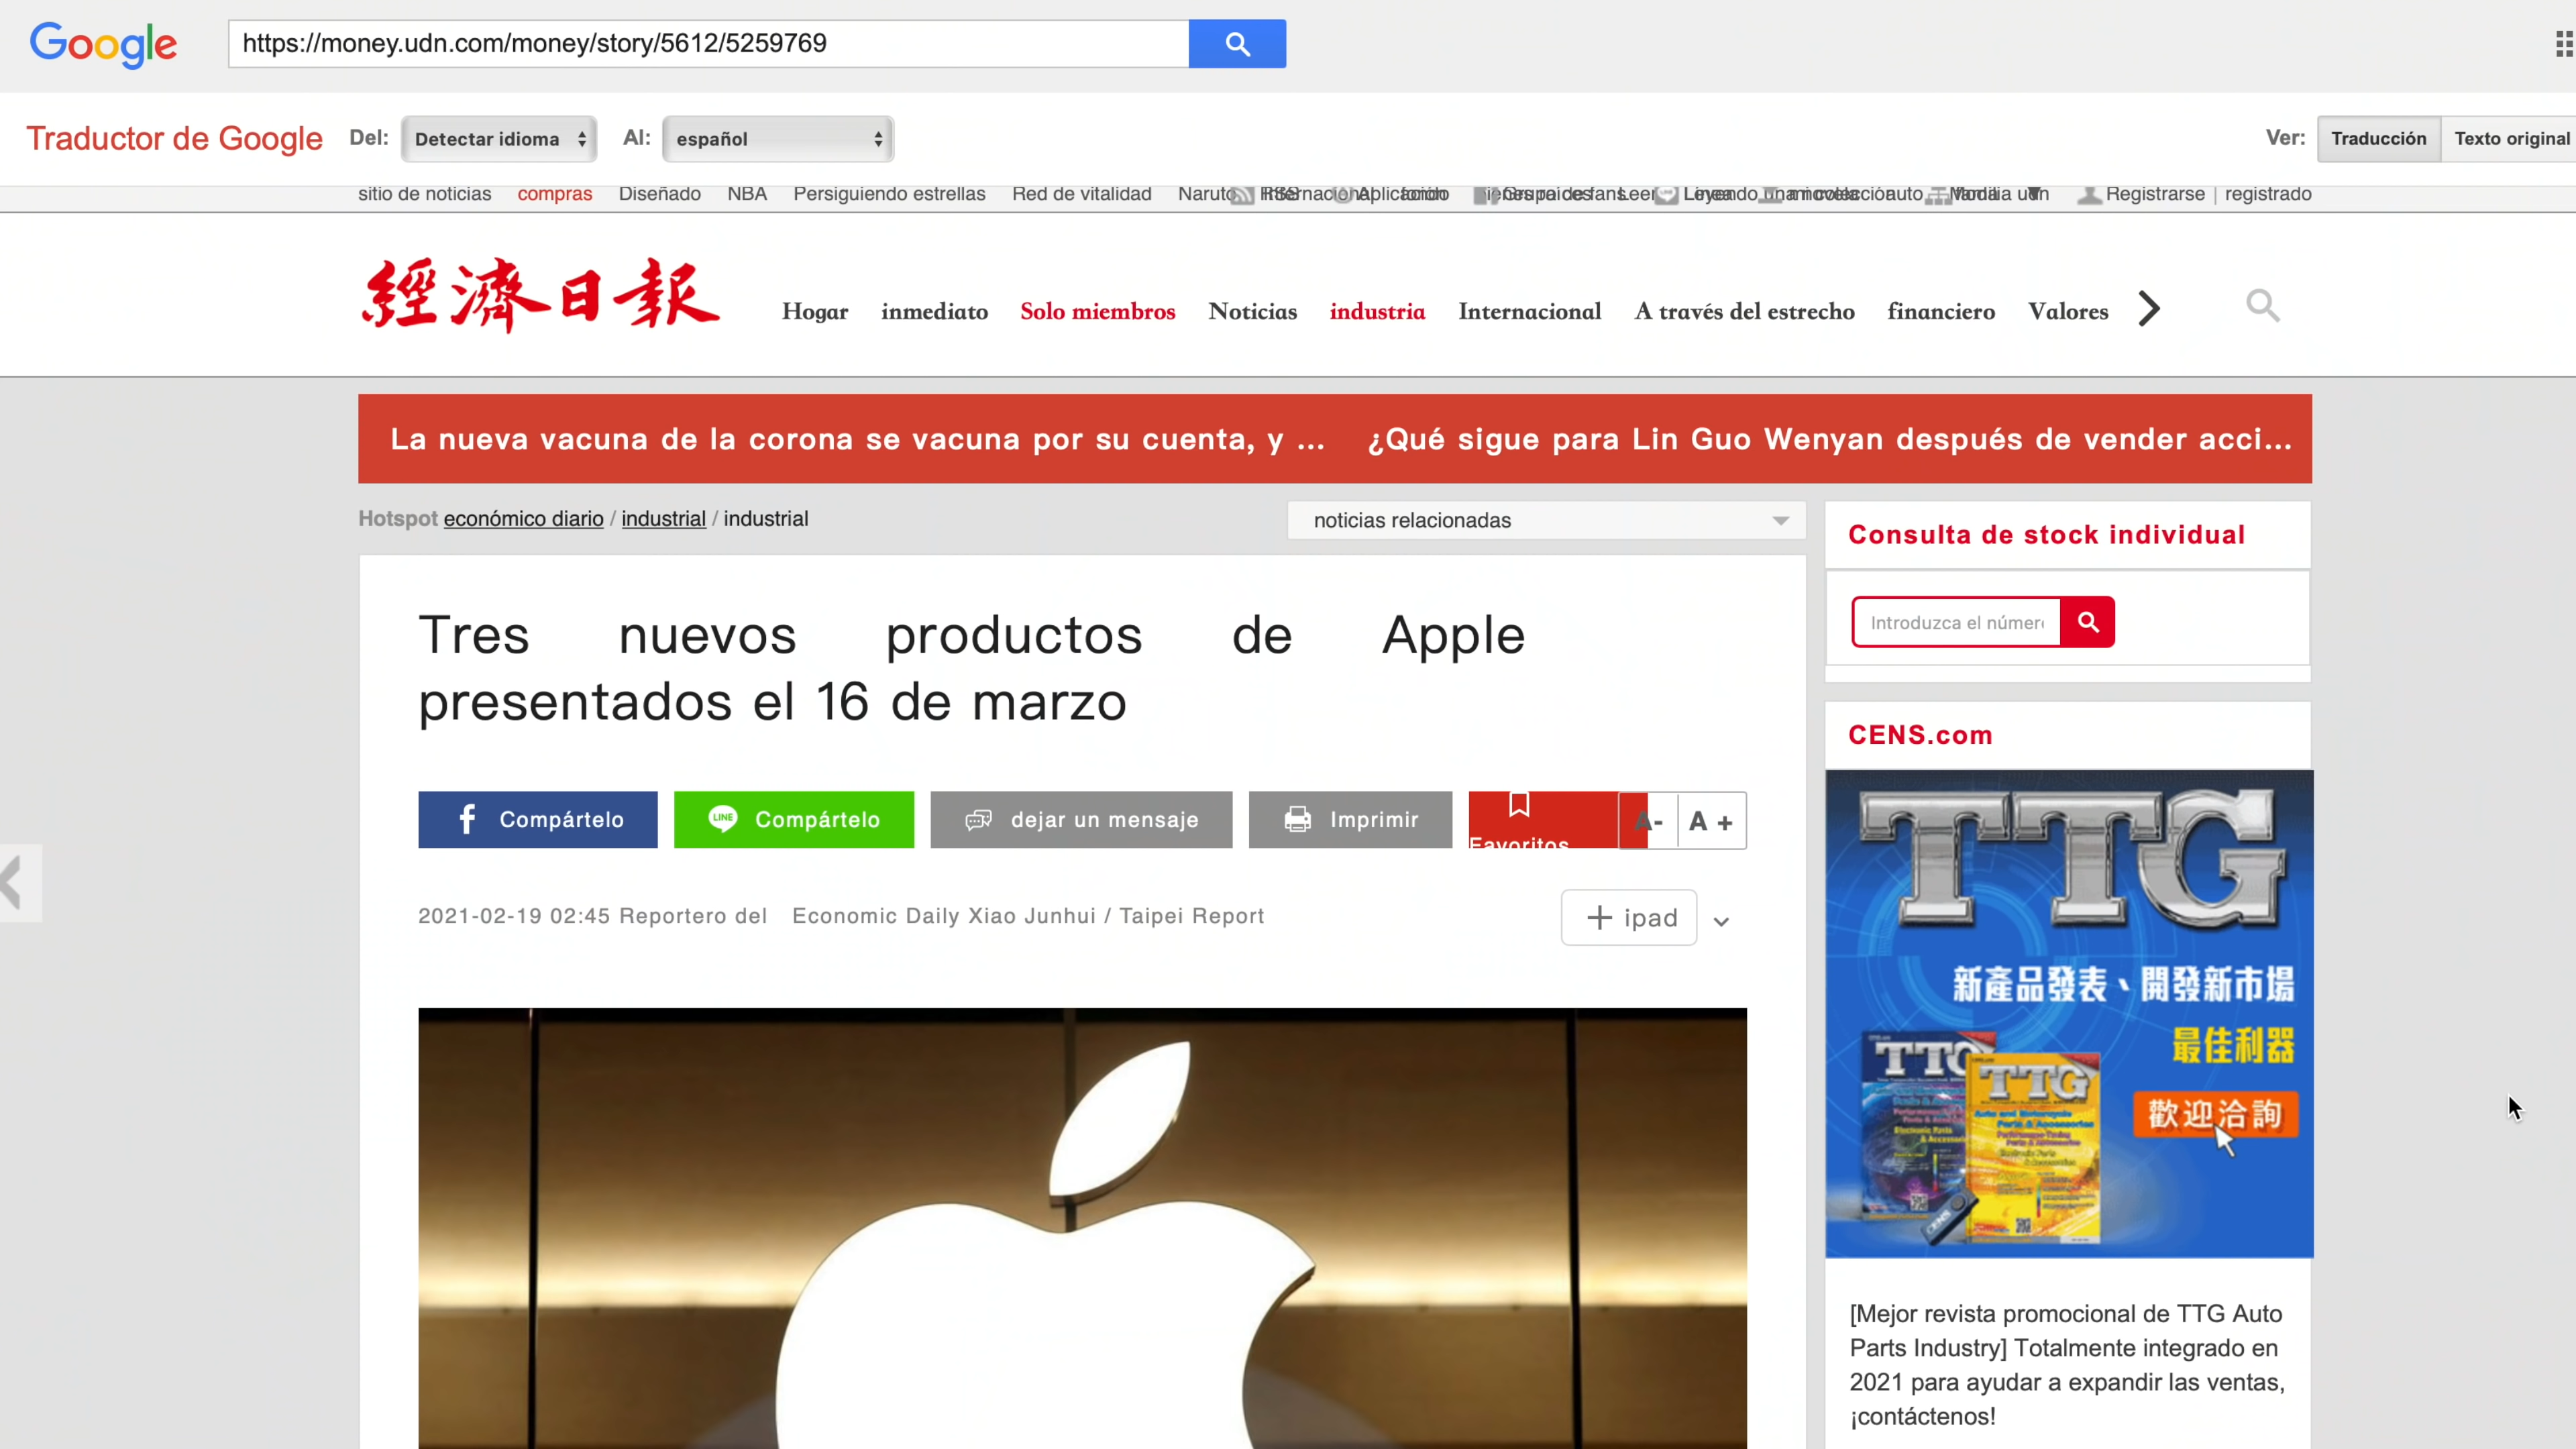 Google
https://money.udn.com/money/story/5612/5259769
Traductor de Google Del: Detectar idioma Al: español Ver: Traducción Texto original
sitio de noticias compras Diseñado NBA Persiguiendo estrellas Red de vitalidad Naruto
Registrarse | registrado
經濟日報
Hogar inmediato Solo miembros Noticias industria Internacional A través del estrecho financiero Valores
La nueva vacuna de la corona se vacuna por su cuenta, y ... ¿Qué sigue para Lin Guo Wenyan después de vender acci...
Hotspot económico diario / industrial / industrial
noticias relacionadas
Tres nuevos productos de Apple
presentados el 16 de marzo
Compártelo
LINE Compártelo
dejar un mensaje
Imprimir
Favoritos
A- A +
2021-02-19 02:45 Reportero del Economic Daily Xiao Junhui / Taipei Report
+ ipad
Consulta de stock individual
Introduzca el númer
CENS.com
TTG
新產品發表、開發新市場
最佳利器
TTG
TTG
歡迎洽詢
CENS
[Mejor revista promocional de TTG Auto
Parts Industry] Totalmente integrado en
2021 para ayudar a expandir las ventas,
¡contáctenos!